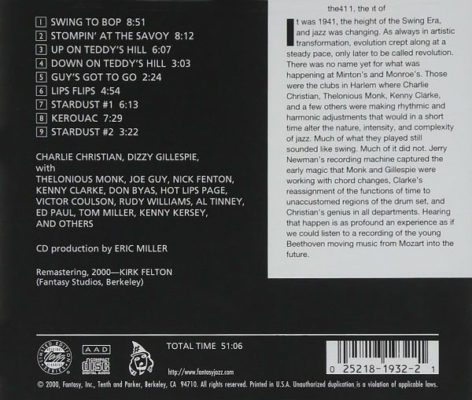 1 SWING TO BOP 8:51
2 STOMPIN' AT THE SAVOY 8:12
3 UP ON TEDDY'S HILL 6:07
4 DOWN ON TEDDY'S HILL 3:03
5 GUY'S GOT TO GO 2:24
6 LIPS FLIPS 4:54
7 STARDUST #1 6:13
8 KEROUAC 7:29
9 STARDUST #2 3:22
CHARLIE CHRISTIAN, DIZZY GILLESPIE,
with
THELONIOUS MONK, JOE GUY, NICK FENTON,
KENNY CLARKE, DON BYAS, HOT LIPS PAGE,
VICTOR COULSON, RUDY WILLIAMS, AL TINNEY,
ED PAUL, TOM MILLER, KENNY KERSEY,
AND OTHERS
CD production by ERIC MILLER
Remastering, 2000—KIRK FELTON
(Fantasy Studios, Berkeley)
the411, the it of
It was 1941, the height of the Swing Era,
and jazz was changing. As always in artistic
transformation, evolution crept along at a
steady pace, only later to be called revolution.
There was no name yet for what was
happening at Minton's and Monroe's. Those
were the clubs in Harlem where Charlie
Christian, Thelonious Monk, Kenny Clarke,
and a few others were making rhythmic and
harmonic adjustments that would in a short
time alter the nature, intensity, and complexity
of jazz. Much of what they played still
sounded like swing. Much of it did not. Jerry
Newman's recording machine captured the
early magic that Monk and Gillespie were
working with chord changes, Clarke's
reassignment of the functions of time to
unaccustomed regions of the drum set, and
Christian's genius in all departments. Hearing
that happen is as profound an experience as if
we could listen to a recording of the young
Beethoven moving music from Mozart into the
future.
LIMITED EDITION
AAD
COMPACT
disc
DIGITAL AUDIO
TOTAL TIME 51:06
http://www.fantasyjazz.com
0 25218-1932-2 1
© 2000, Fantasy, Inc., Tenth and Parker, Berkeley, CA 94710. All rights reserved. Printed in U.S.A. Unauthorized duplication is a violation of applicable laws.